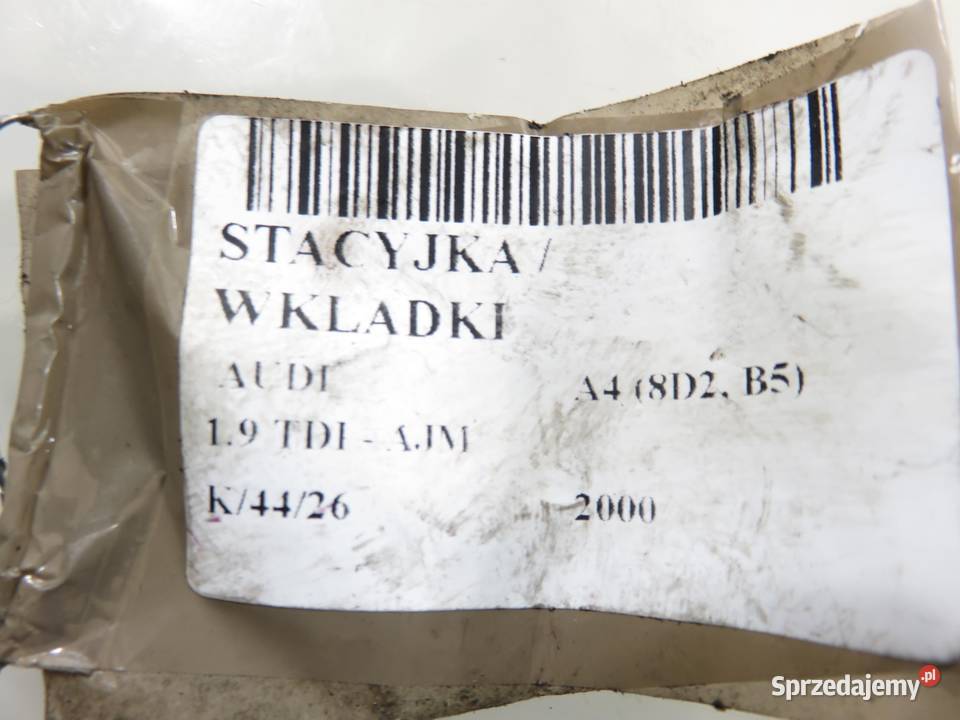 STACYJKA /
WKLADKI
AUDI A4 (8D2, B5)
1.9 TDI - AJM
K/44/26 2000
Sprzedajemy.pl